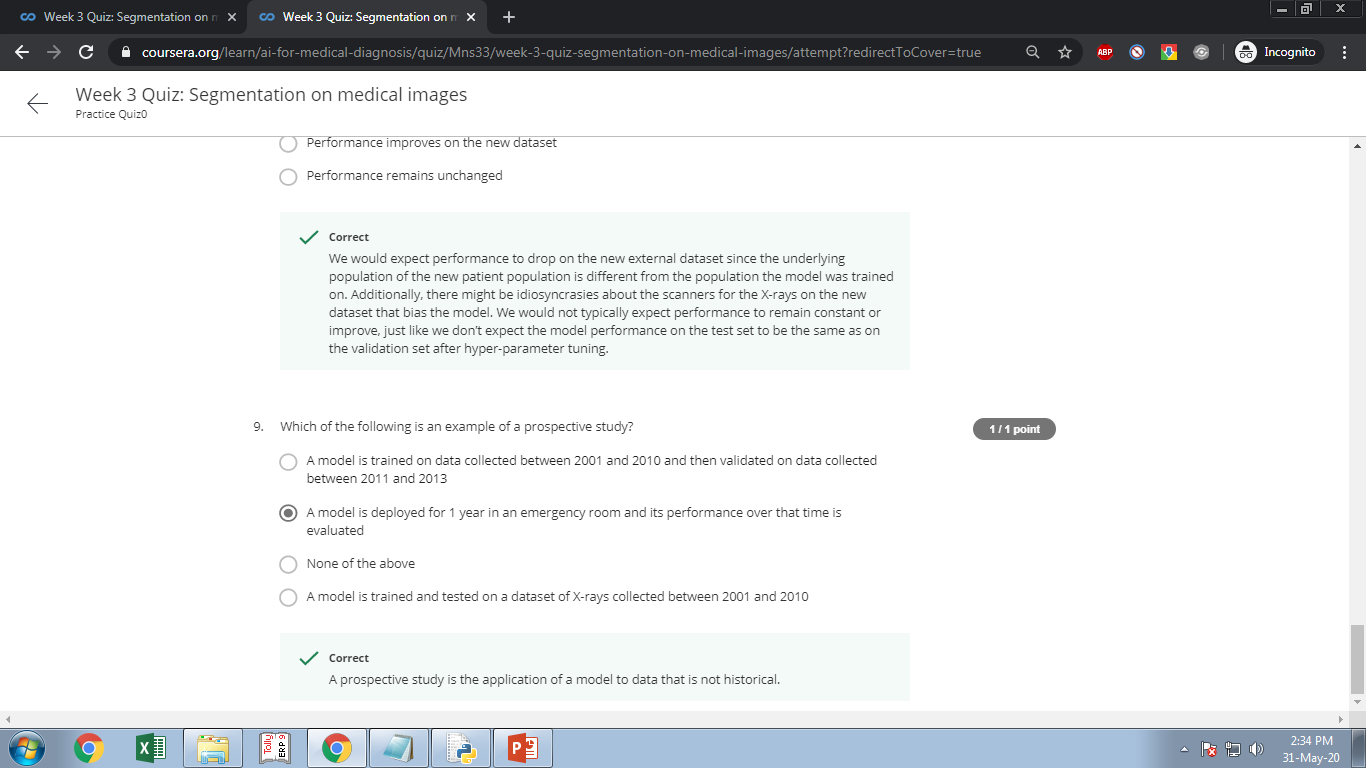 Week 3 Quiz: Segmentation on m
Week 3 Quiz: Segmentation on m
coursera.org/learn/ai-for-medical-diagnosis/quiz/Mns33/week-3-quiz-segmentation-on-medical-images/attempt?redirectToCover=true
ABP
Incognito
Week 3 Quiz: Segmentation on medical images
Practice Quiz0
Performance improves on the new dataset
Performance remains unchanged
Correct
We would expect performance to drop on the new external dataset since the underlying
population of the new patient population is different from the population the model was trained
on. Additionally, there might be idiosyncrasies about the scanners for the X-rays on the new
dataset that bias the model. We would not typically expect performance to remain constant or
improve, just like we don't expect the model performance on the test set to be the same as on
the validation set after hyper-parameter tuning.
9. Which of the following is an example of a prospective study?
1 / 1 point
A model is trained on data collected between 2001 and 2010 and then validated on data collected
between 2011 and 2013
A model is deployed for 1 year in an emergency room and its performance over that time is
evaluated
None of the above
A model is trained and tested on a dataset of X-rays collected between 2001 and 2010
Correct
A prospective study is the application of a model to data that is not historical.
Tally
ERP 9
2:34 PM
31-May-20